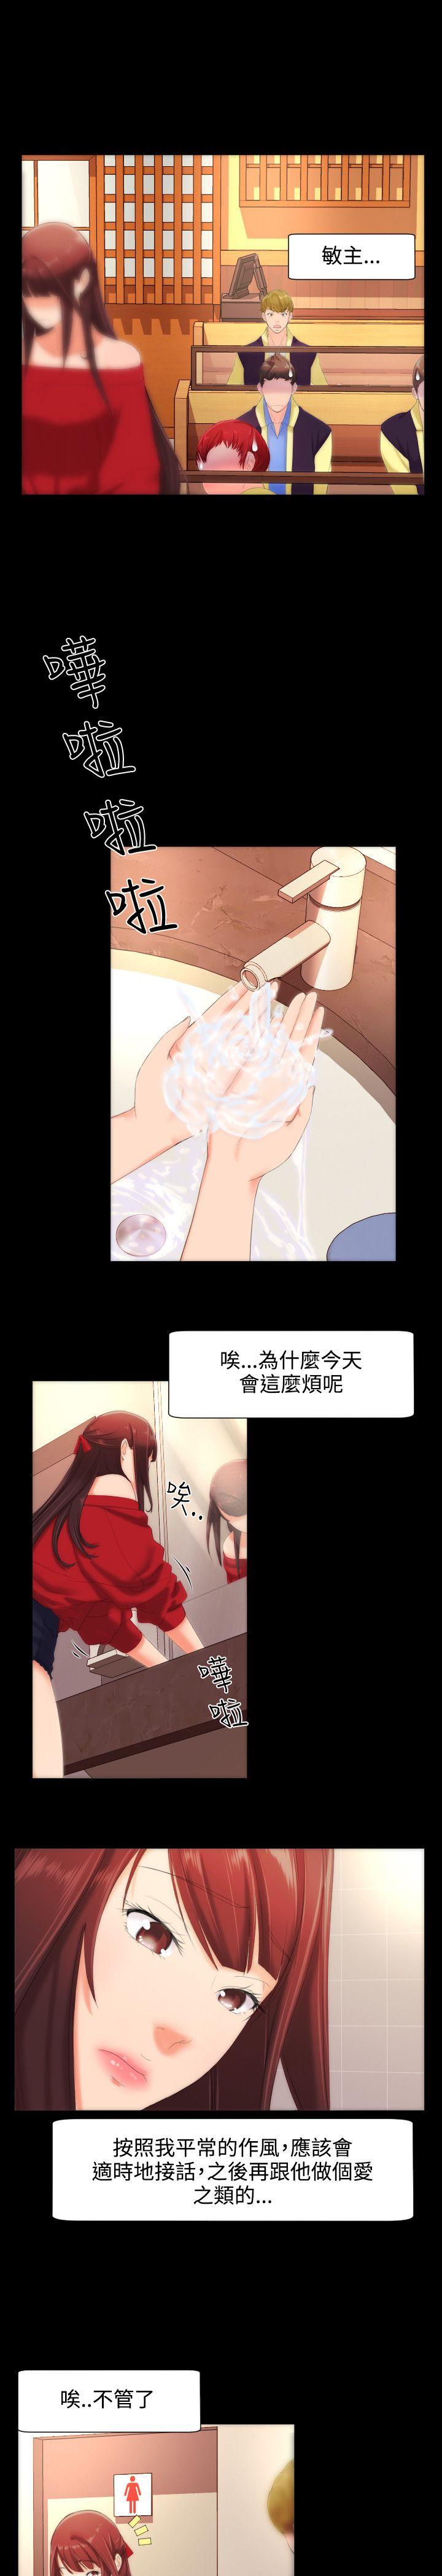 敏主...
嘩
啦
啦
啦
唉...為什麼今天
會這麼煩呢
唉..
嘩
啦
按照我平常的作風，應該會
適時地接話，之後再跟他做個愛
之類的...
唉..不管了